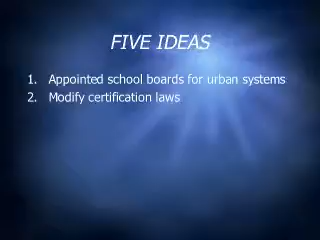 FIVE IDEAS
1. Appointed school boards for urban systems
2. Modify certification laws